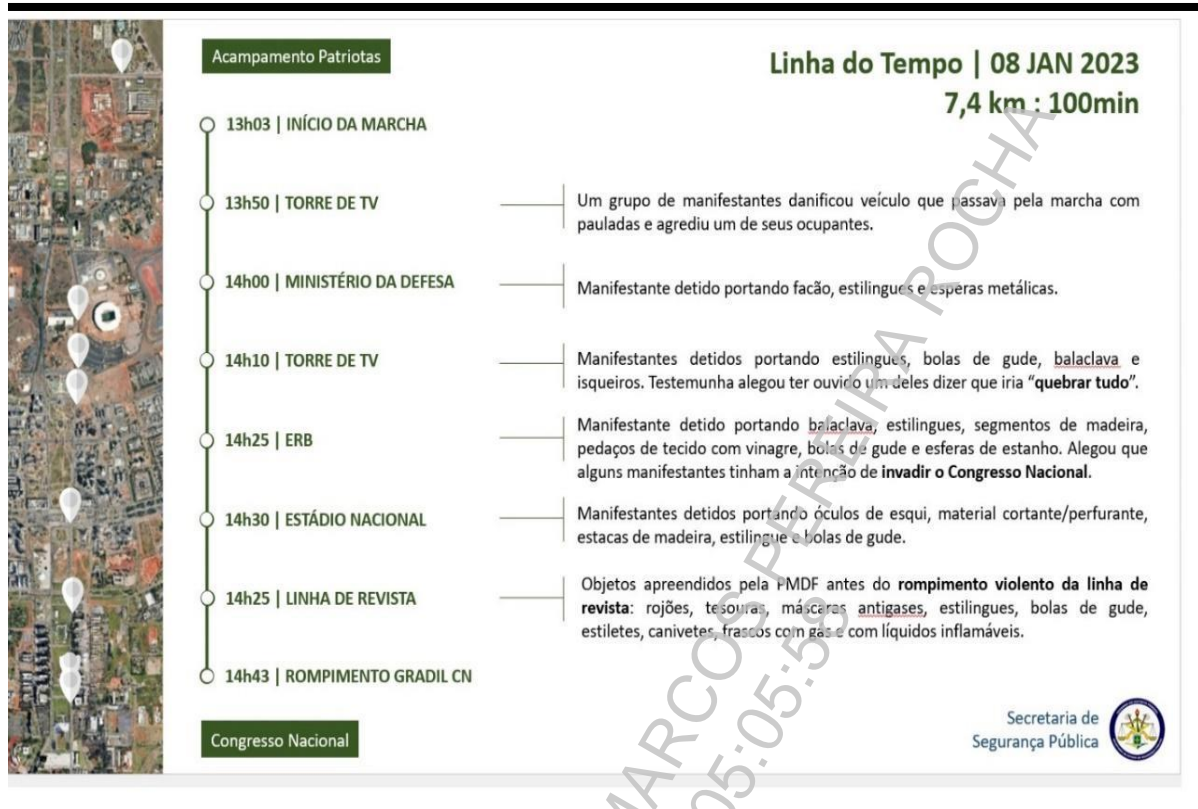 Acampamento Patriotas
Linha do Tempo | 08 JAN 2023
7,4 km : 100min
13h03 | INÍCIO DA MARCHA
13h50 | TORRE DE TV
Um grupo de manifestantes danificou veículo que passava pela marcha com
pauladas e agrediu um de seus ocupantes.
14h00 | MINISTÉRIO DA DEFESA
Manifestante detido portando facão, estilingues e esperas metálicas.
14h10 | TORRE DE TV
Manifestantes detidos portando estilingues, bolas de gude, balaclava e
isqueiros. Testemunha alegou ter ouvido um deles dizer que iria “quebrar tudo”.
14h25 | ERB
Manifestante detido portando balaclava, estilingues, segmentos de madeira,
pedaços de tecido com vinagre, bolas de gude e esferas de estanho. Alegou que
alguns manifestantes tinham a intenção de invadir o Congresso Nacional.
14h30 | ESTÁDIO NACIONAL
Manifestantes detidos portando óculos de esqui, material cortante/perfurante,
estacas de madeira, estilingue e bolas de gude.
14h25 | LINHA DE REVISTA
Objetos apreendidos pela PMDF antes do rompimento violento da linha de
revista: rojões, tesouras, máscaras antigases, estilingues, bolas de gude,
estiletes, canivetes, frascos com gás e com líquidos inflamáveis.
14h43 | ROMPIMENTO GRADIL CN
Congresso Nacional
Secretaria de
Segurança Pública
MARCOS PEREIRA ROCHA
05:05:58